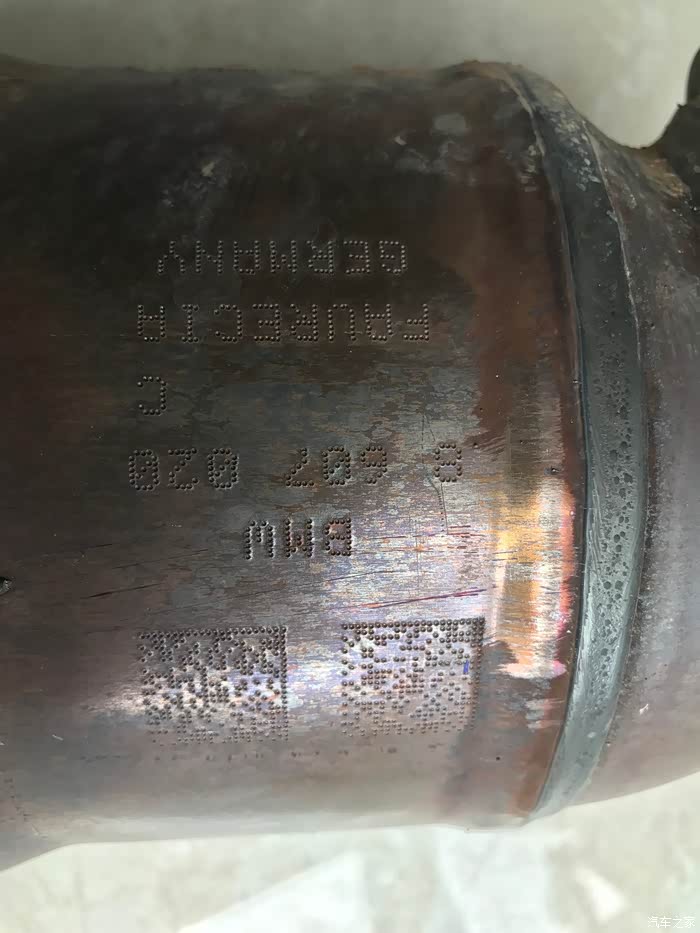 BMW
8 607 020
C
FAURECIA
GERMANY
汽车之家